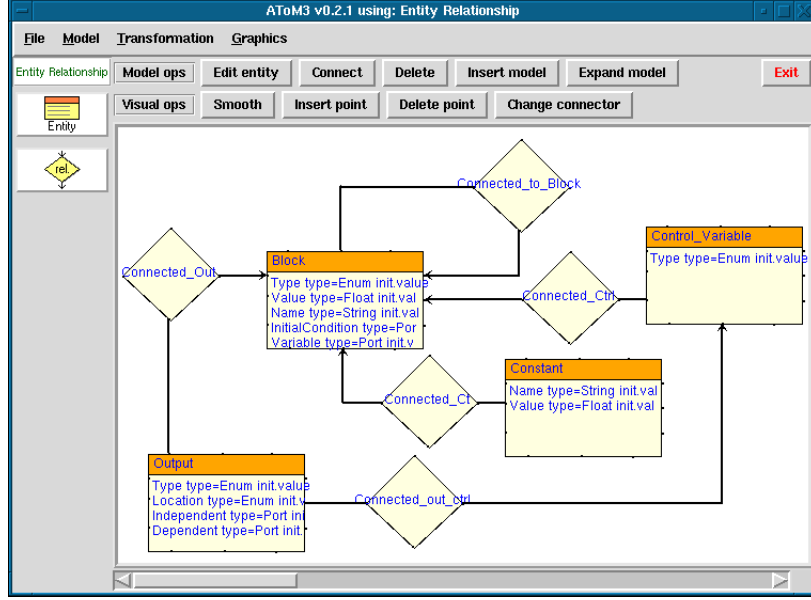 AToM3 v0.2.1 using: Entity Relationship
File Model Transformation Graphics
Entity Relationship
Model ops Edit entity Connect Delete Insert model Expand model Exit
Visual ops Smooth Insert point Delete point Change connector
Entity
rel.
Connected_to_Block
Control_Variable
Type type=Enum init.value
Connected_Out
Block
Type type=Enum init.value
Value type=Float init.val
Name type=String init.val
InitialCondition type=Por
Variable type=Port init.v
Connected_Ctrl
Constant
Name type=String init.val
Value type=Float init.val
Connected_Ct
Output
Type type=Enum init.value
Location type=Enum init.v
Independent type=Port ini
Dependent type=Port init.
Connected_out_ctrl